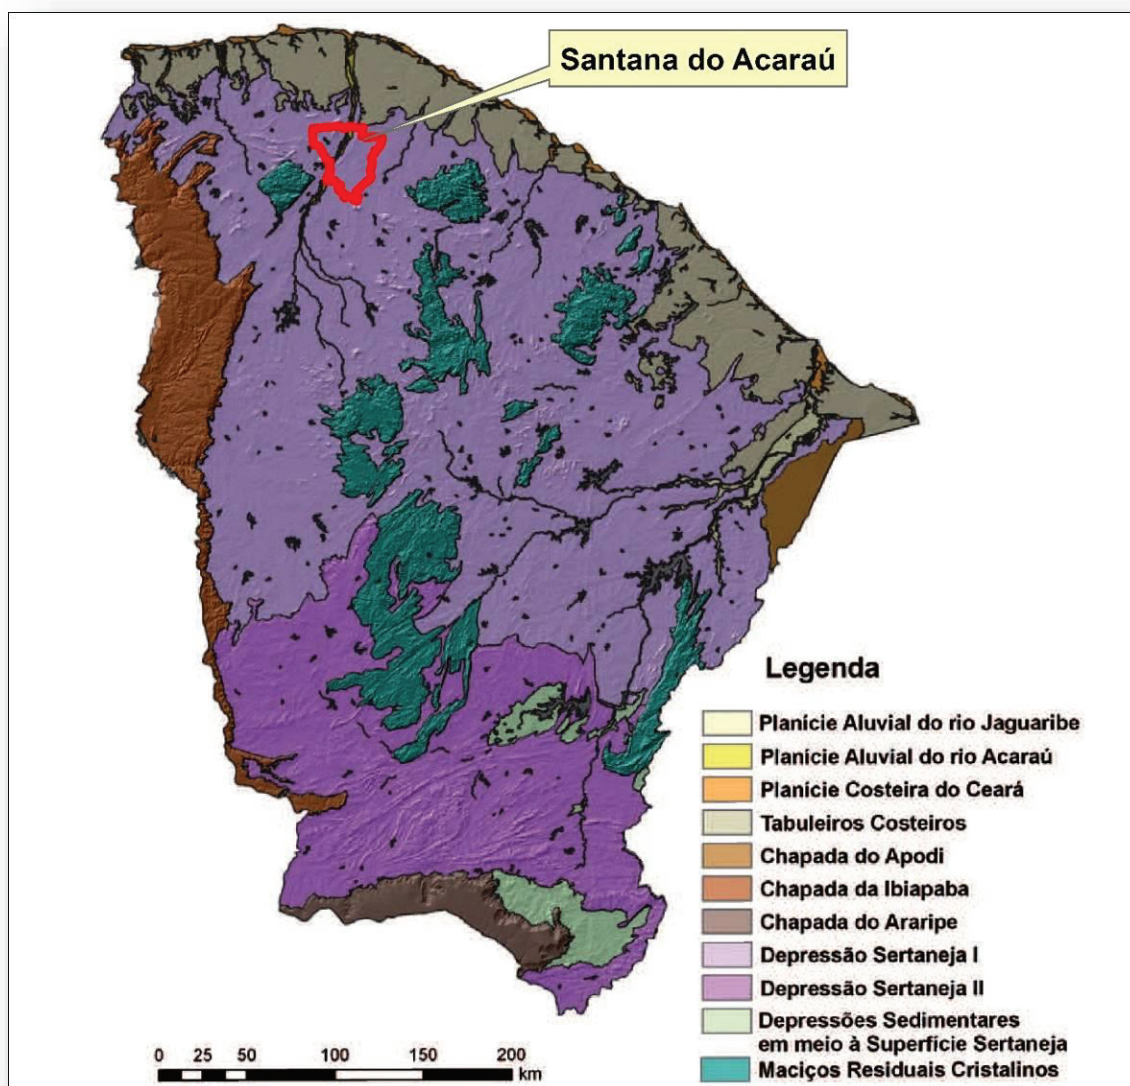 Santana do Acaraú
Legenda
Planície Aluvial do rio Jaguaribe
Planície Aluvial do rio Acaraú
Planície Costeira do Ceará
Tabuleiros Costeiros
Chapada do Apodi
Chapada da Ibiapaba
Chapada do Araripe
Depressão Sertaneja I
Depressão Sertaneja II
Depressões Sedimentares
em meio à Superfície Sertaneja
Maciços Residuais Cristalinos
0 25 50 100 150 200
km